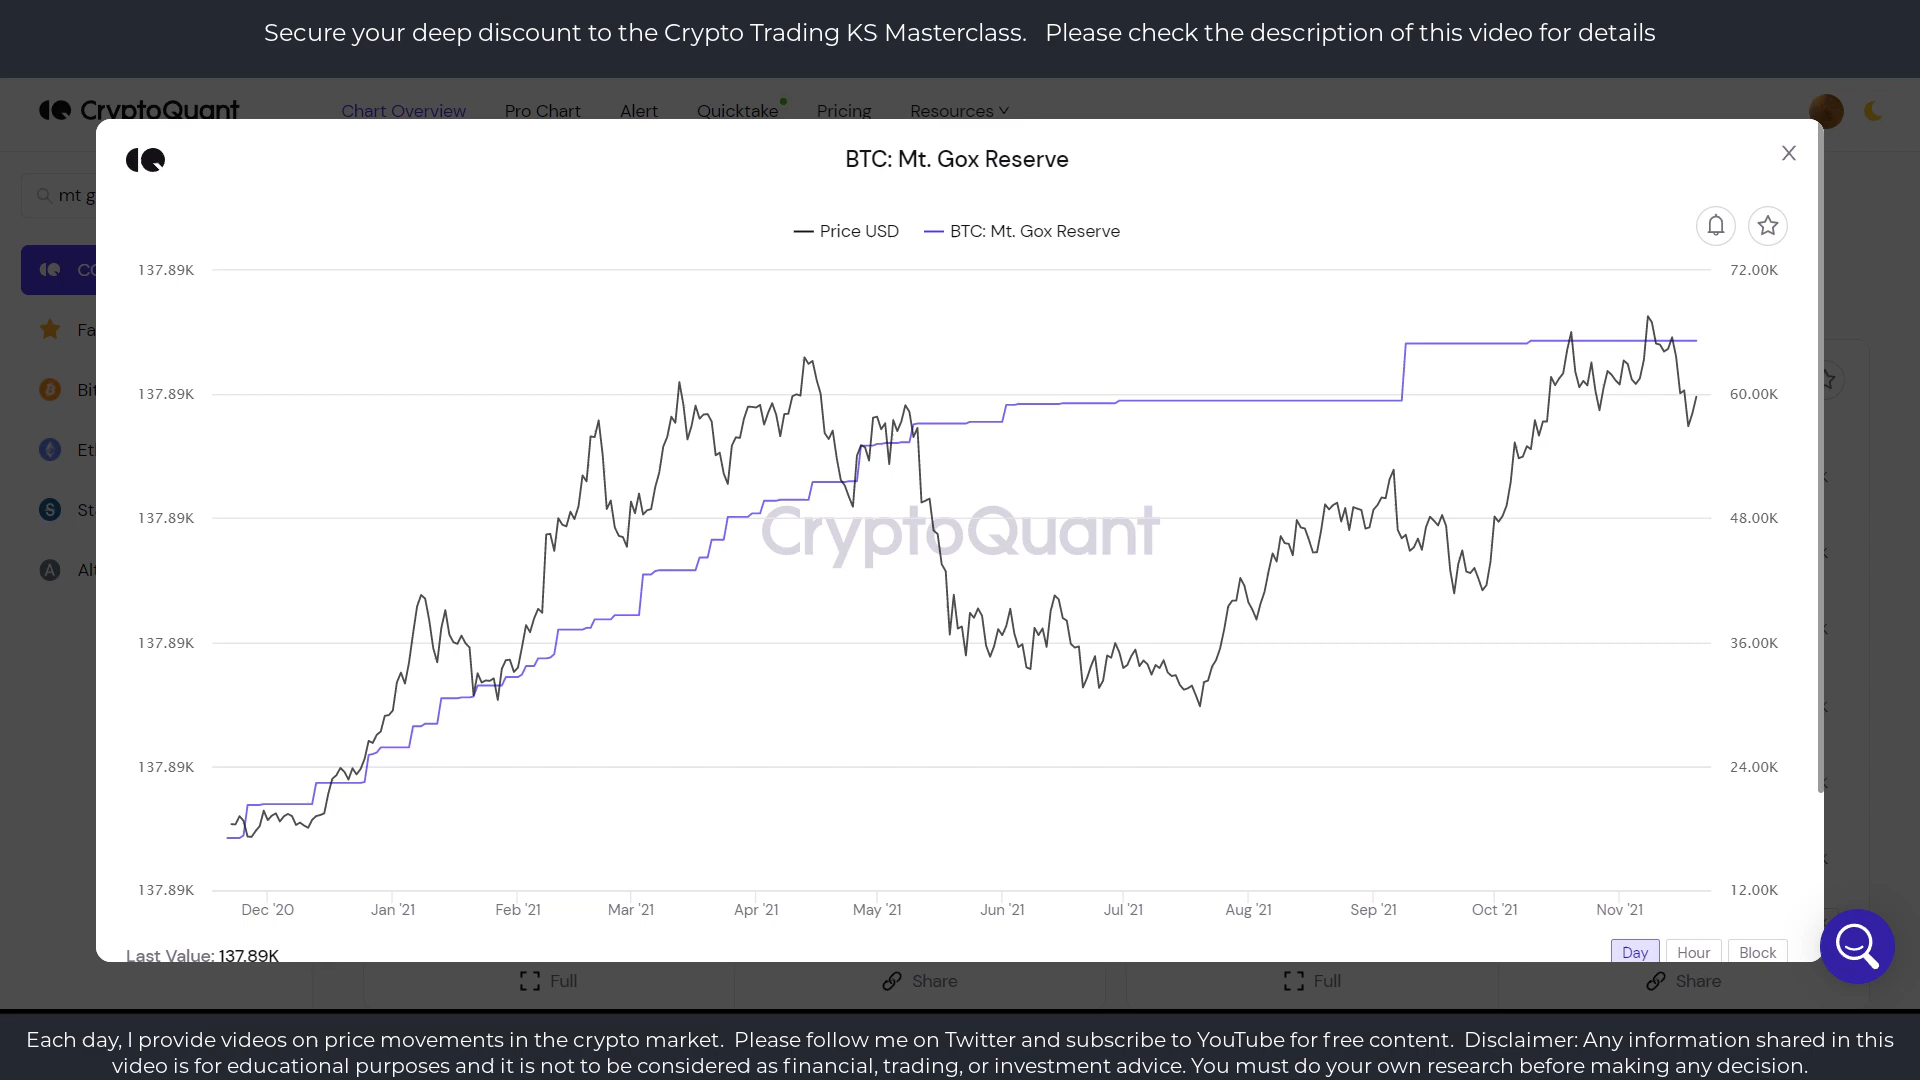 Secure your deep discount to the Crypto Trading KS Masterclass. Please check the description of this video for details
CryptoQuant Chart Overview Pro Chart Alert Quicktake Pricing Resources
BTC: Mt. Gox Reserve
mt g
Price USD BTC: Mt. Gox Reserve
137.89K 72.00K
CO
Fa
137.89K 60.00K
Bit
Et
137.89K 48.00K
St
CryptoQuant
Alt
137.89K 36.00K
137.89K 24.00K
137.89K 12.00K
Dec '20 Jan '21 Feb '21 Mar '21 Apr '21 May '21 Jun '21 Jul '21 Aug '21 Sep '21 Oct '21 Nov '21
Last Value: 137.89K Day Hour Block
Full Share Full Share
Each day, I provide videos on price movements in the crypto market. Please follow me on Twitter and subscribe to YouTube for free content. Disclaimer: Any information shared in this
video is for educational purposes and it is not to be considered as financial, trading, or investment advice. You must do your own research before making any decision.